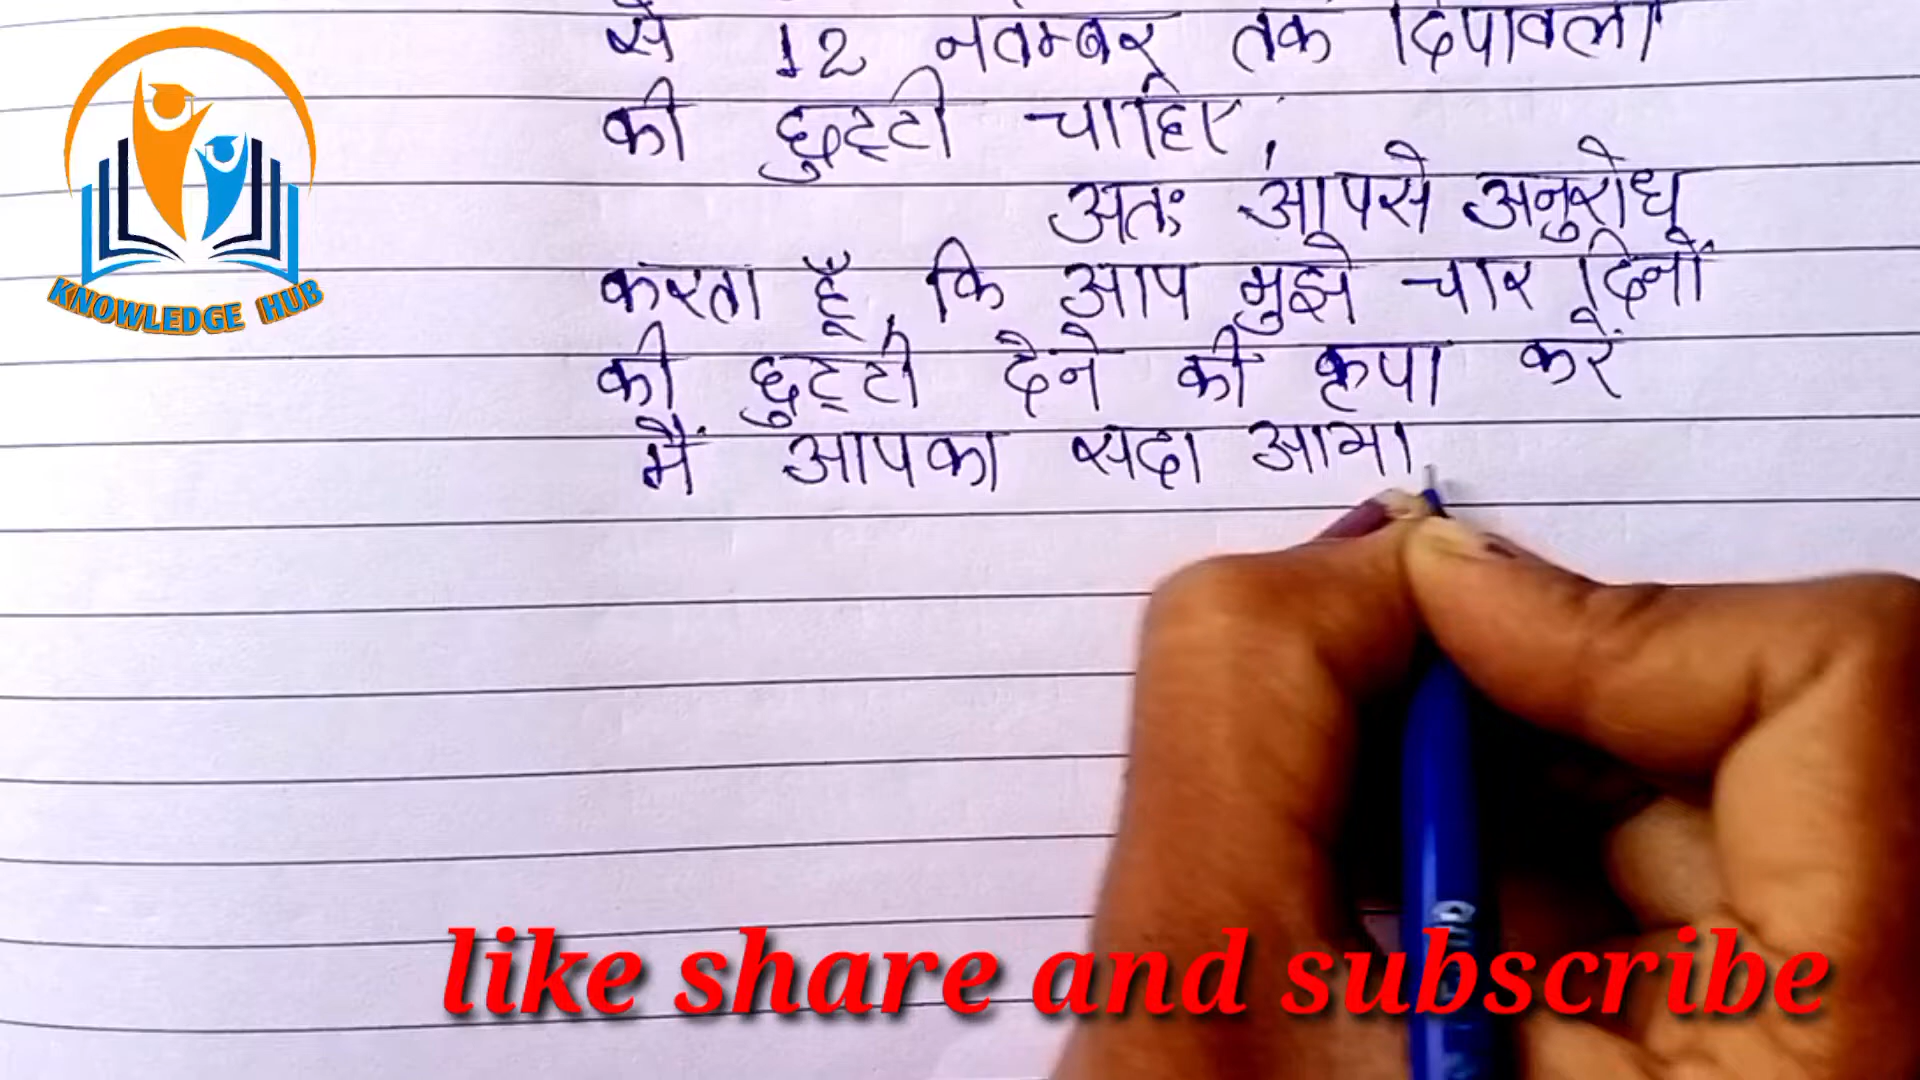 से 12 नवम्बर तक दिपावली
की छुट्टी चाहिए,
अतः आपसे अनुरोध
करता हूँ, कि आप मुझे चार दिनों
की छुट्टी देने की कृपा करें
मैं आपका सदा आभा
KNOWLEDGE HUB
like share and subscribe